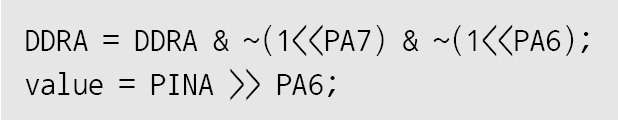 DDRA = DDRA & ~(1<<PA7) & ~(1<<PA6);
value = PINA >> PA6;